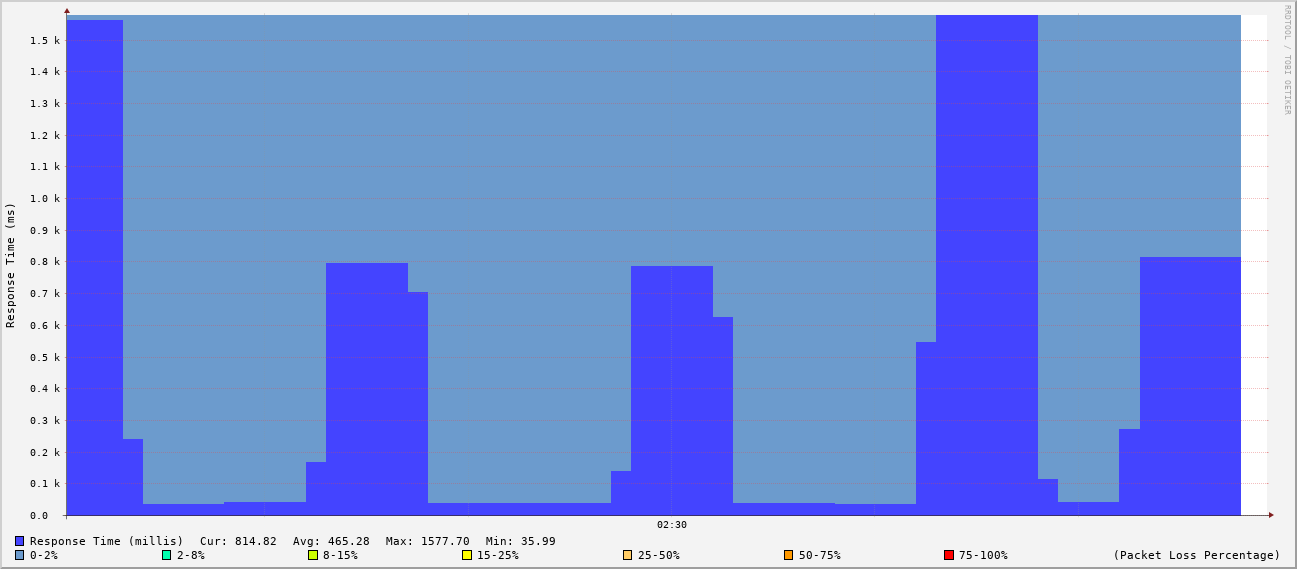 RRDTOOL / TOBI OETIKER
Response Time (ms)
1.5 k
1.4 k
1.3 k
1.2 k
1.1 k
1.0 k
0.9 k
0.8 k
0.7 k
0.6 k
0.5 k
0.4 k
0.3 k
0.2 k
0.1 k
0.0
02:30
Response Time (millis) Cur: 814.82 Avg: 465.28 Max: 1577.70 Min: 35.99
0-2% 2-8% 8-15% 15-25% 25-50% 50-75% 75-100% (Packet Loss Percentage)